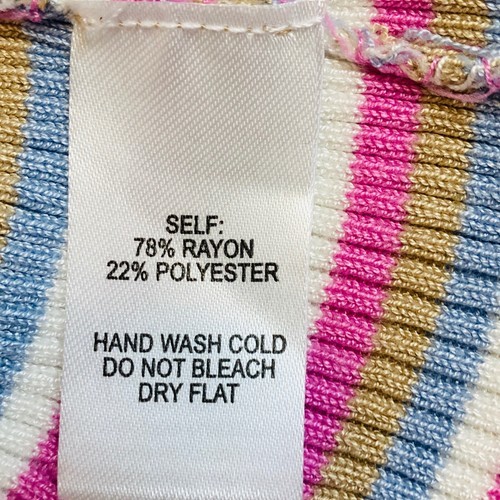 SELF:
78% RAYON
22% POLYESTER
HAND WASH COLD
DO NOT BLEACH
DRY FLAT